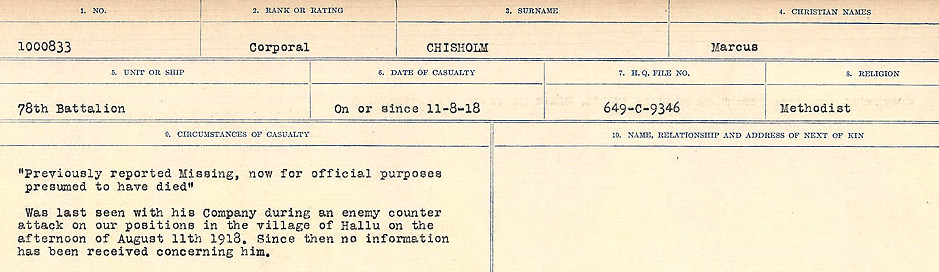 1. NO. 2. RANK OR RATING 3. SURNAME 4. CHRISTIAN NAMES
1000833 Corporal CHISHOLM Marcus
5. UNIT OR SHIP 6. DATE OF CASUALTY 7. H.Q. FILE NO. 8. RELIGION
78th Battalion On or since 11-8-18 649-C-9346 Methodist
9. CIRCUMSTANCES OF CASUALTY 10. NAME, RELATIONSHIP AND ADDRESS OF NEXT OF KIN
"Previously reported Missing, now for official purposes
presumed to have died"
Was last seen with his Company during an enemy counter
attack on our positions in the village of Hallu on the
afternoon of August 11th 1918. Since then no information
has been received concerning him.